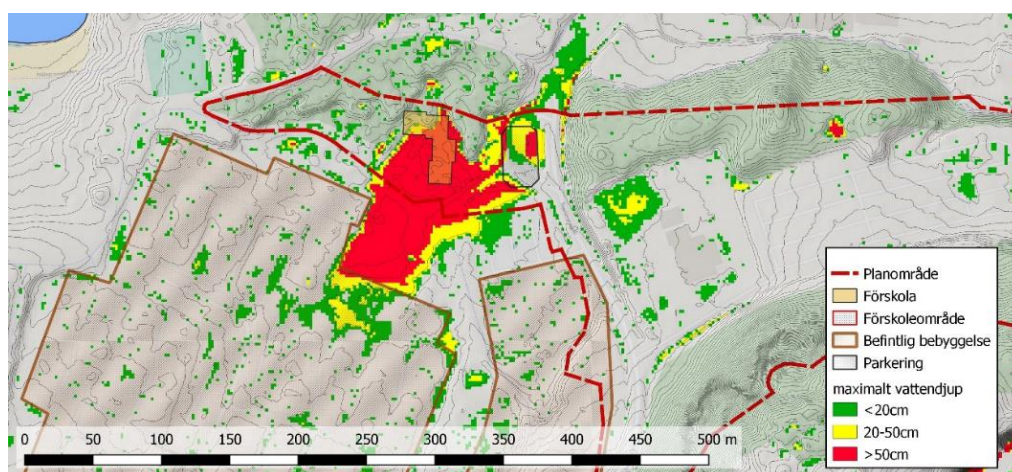 Planområde
Förskola
Förskoleområde
Befintlig bebyggelse
Parkering
maximalt vattendjup
<20cm
20-50cm
>50cm
0 50 100 150 200 250 300 350 400 450 500 m